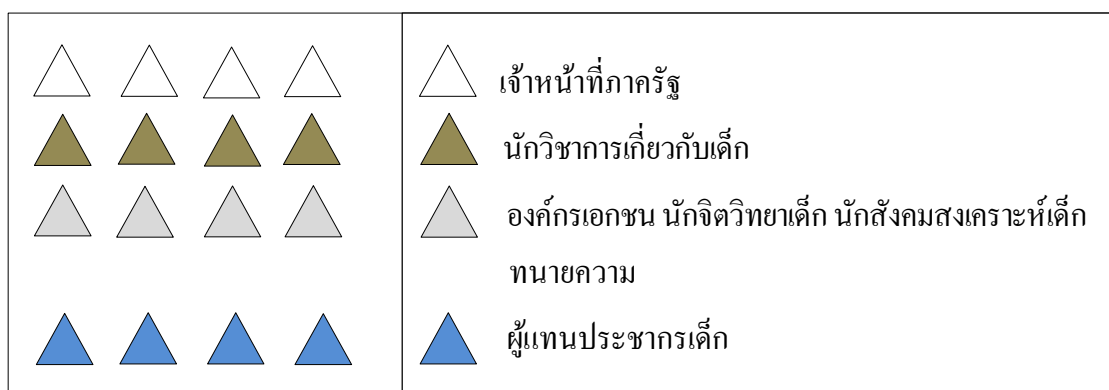 เจ้าหน้าที่ภาครัฐ
นักวิชาการเกี่ยวกับเด็ก
องค์กรเอกชน นักจิตวิทยาเด็ก นักสังคมสงเคราะห์เด็ก
ทนายความ
ผู้แทนประชากรเด็ก